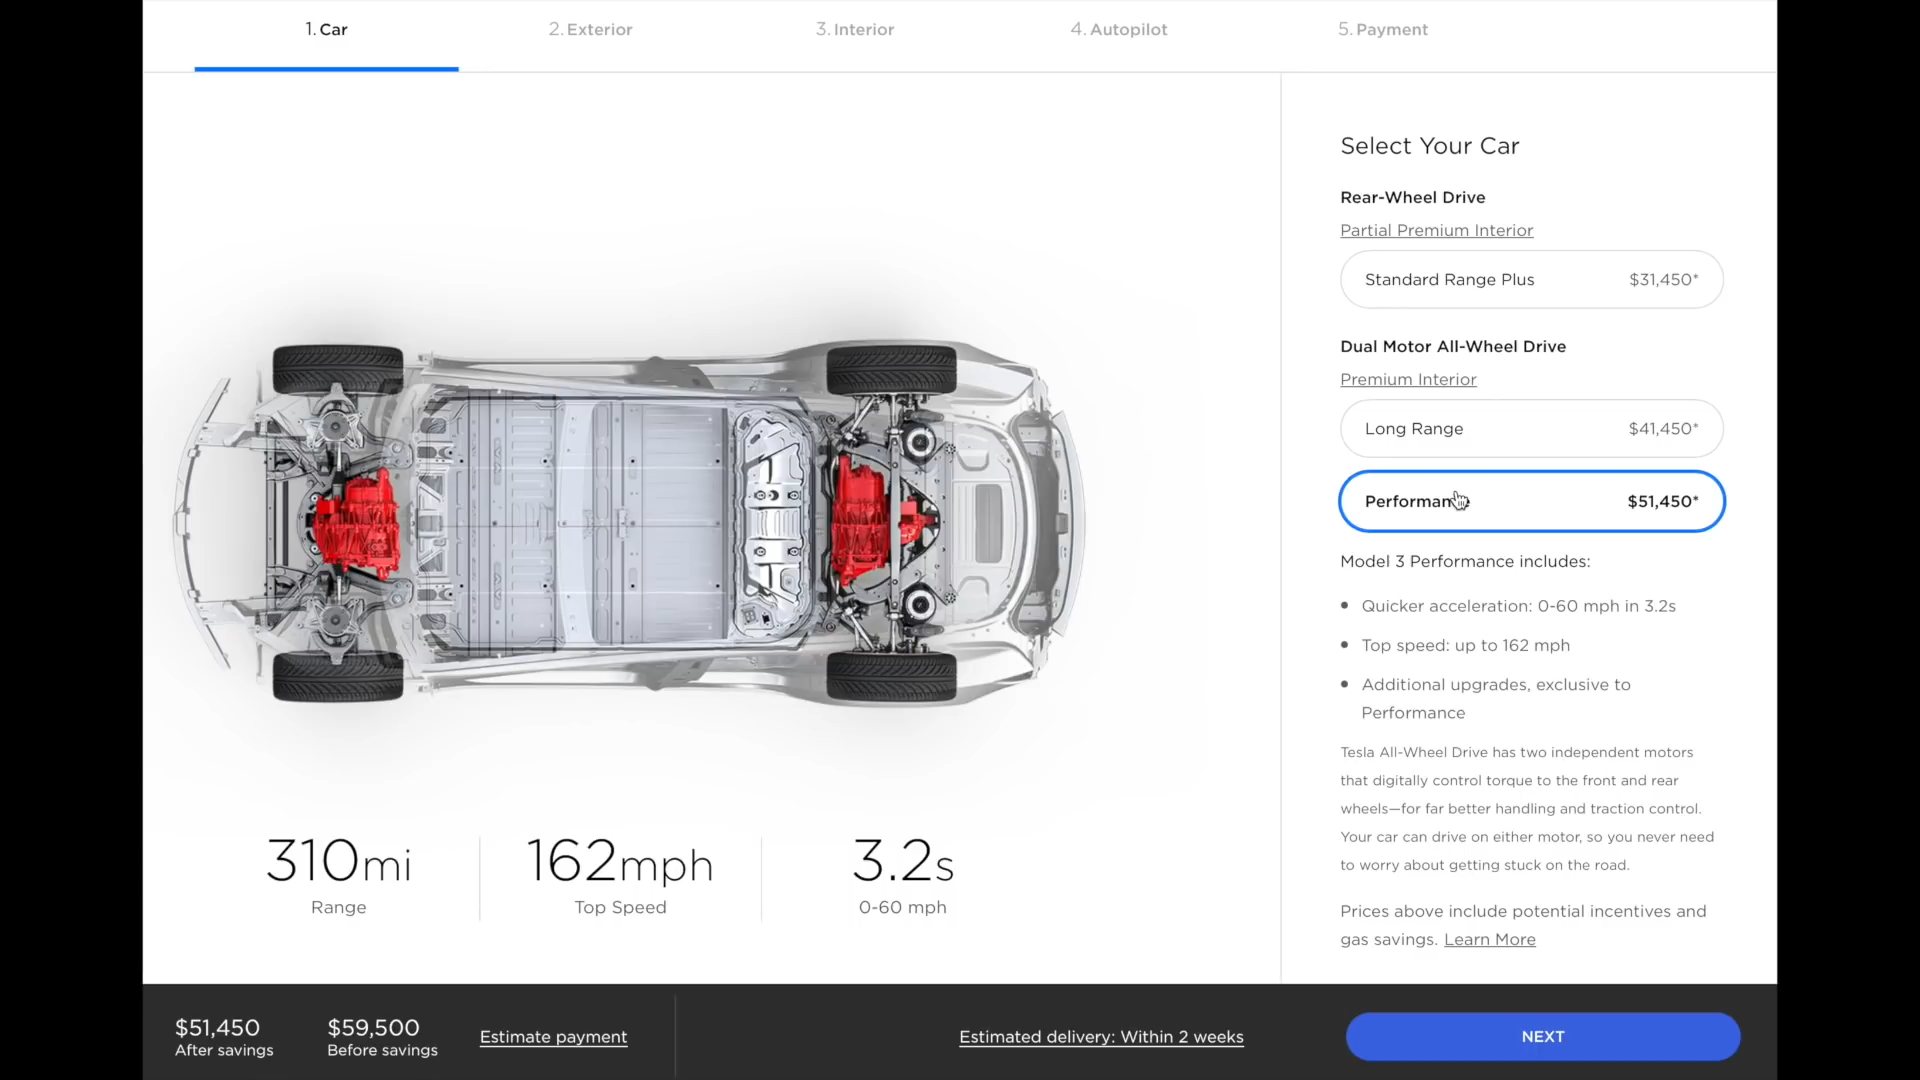 1. Car
2. Exterior
3. Interior
4. Autopilot
5. Payment
Select Your Car
Rear-Wheel Drive
Partial Premium Interior
Standard Range Plus $31,450*
Dual Motor All-Wheel Drive
Premium Interior
Long Range $41,450*
Performance $51,450*
Model 3 Performance includes:
• Quicker acceleration: 0-60 mph in 3.2s
• Top speed: up to 162 mph
• Additional upgrades, exclusive to
Performance
Tesla All-Wheel Drive has two independent motors
that digitally control torque to the front and rear
wheels—for far better handling and traction control.
Your car can drive on either motor, so you never need
to worry about getting stuck on the road.
Prices above include potential incentives and
gas savings. Learn More
310mi
Range
162mph
Top Speed
3.2s
0-60 mph
$51,450
After savings
$59,500
Before savings
Estimate payment
Estimated delivery: Within 2 weeks
NEXT